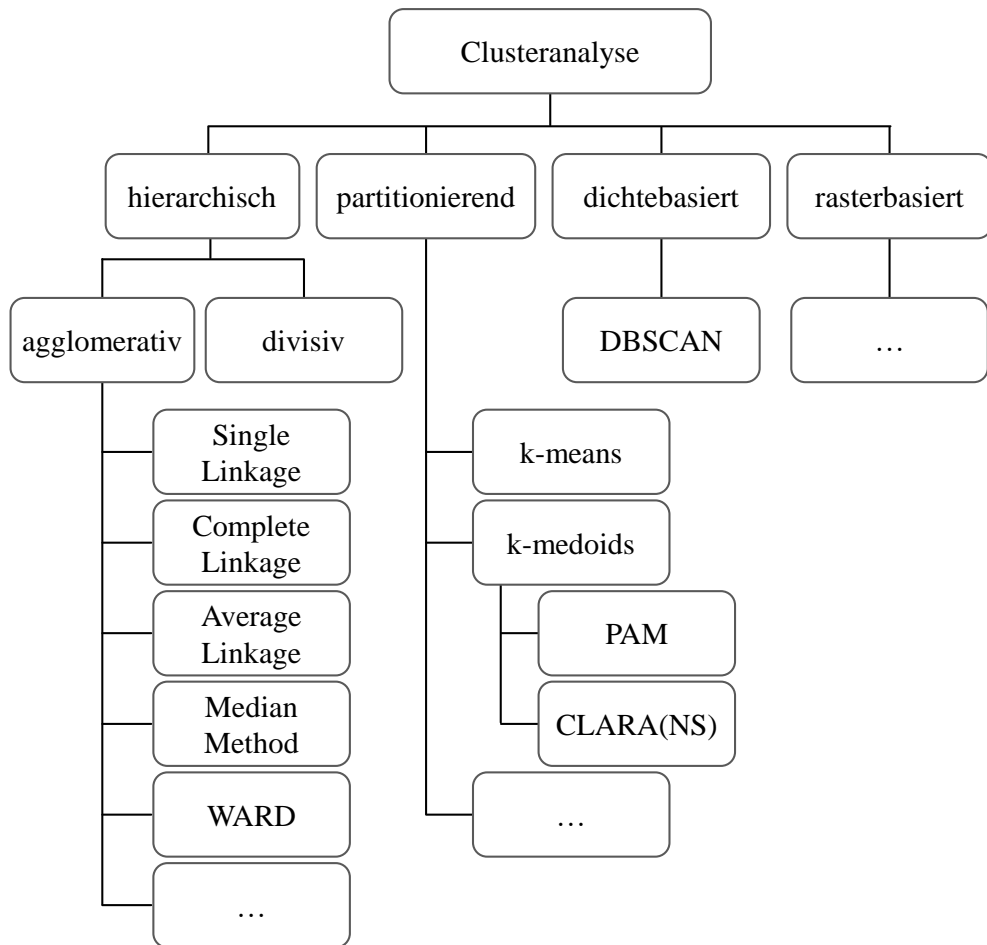 Clusteranalyse
hierarchisch
partitionierend
dichtebasiert
rasterbasiert
agglomerativ
divisiv
DBSCAN
…
Single
Linkage
Complete
Linkage
Average
Linkage
Median
Method
WARD
…
k-means
k-medoids
PAM
CLARA(NS)
…